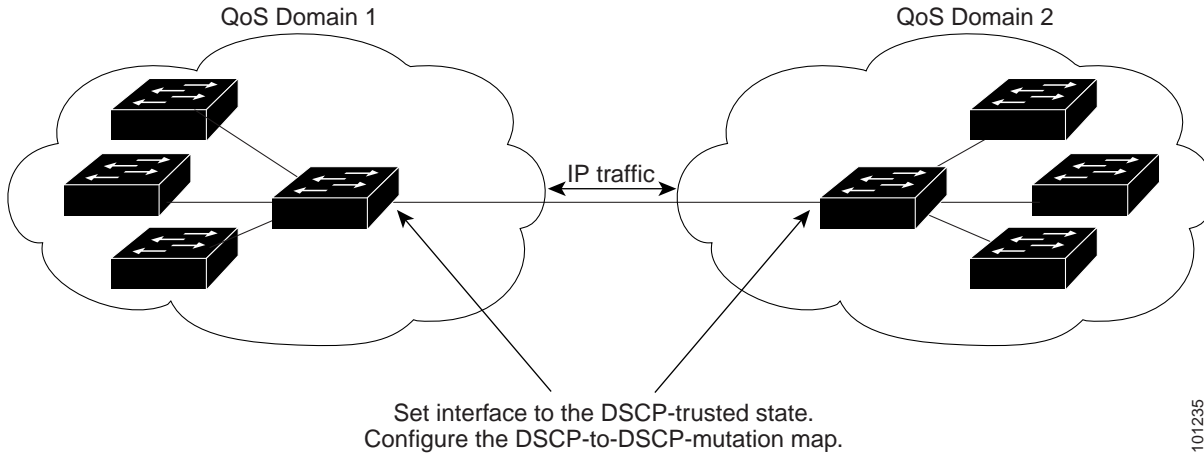 QoS Domain 1
QoS Domain 2
IP traffic
Set interface to the DSCP-trusted state.
Configure the DSCP-to-DSCP-mutation map.
101235